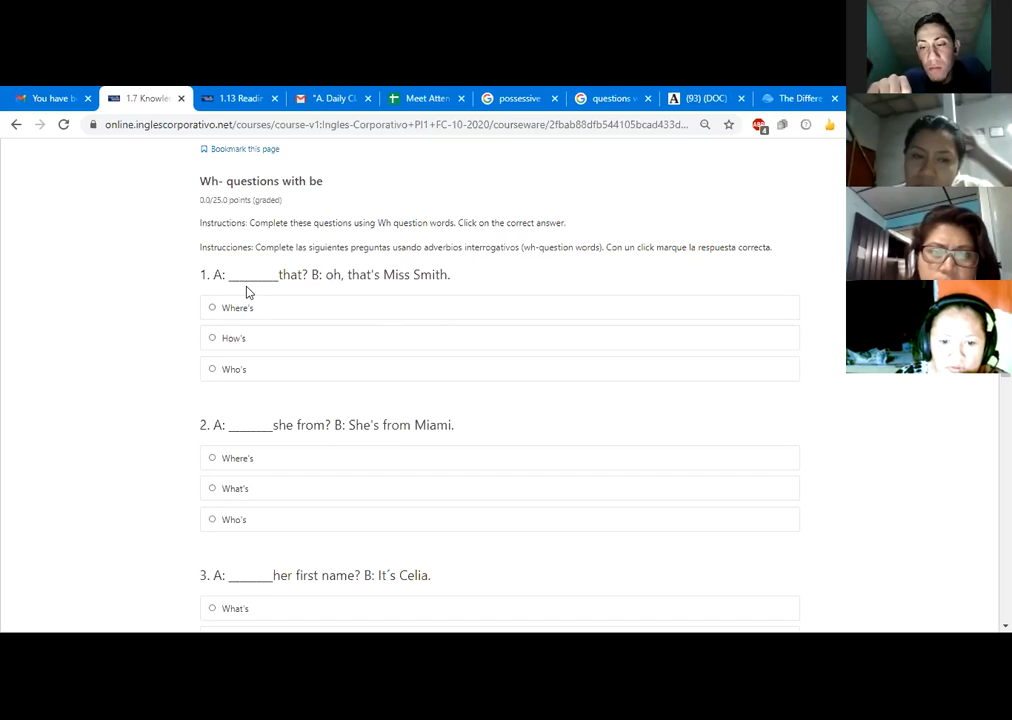 You have b
1.7 Knowle
1.13 Readin
"A. Daily Cl
Meet Atten
possessive
questions w
(93) (DOC)
The Differe
online.inglescorporativo.net/courses/course-v1:Ingles-Corporativo+PI1+FC-10-2020/courseware/2fbab88dfb544105bcad433d...
4
Bookmark this page
Wh- questions with be
0.0/25.0 points (graded)
Instructions: Complete these questions using Wh question words. Click on the correct answer.
Instrucciones: Complete las siguientes preguntas usando adverbios interrogativos (wh-question words). Con un click marque la respuesta correcta.
1. A: ________that? B: oh, that's Miss Smith.
Where's
How's
Who's
2. A: _______she from? B: She's from Miami.
Where's
What's
Who's
3. A: _______her first name? B: It´s Celia.
What's